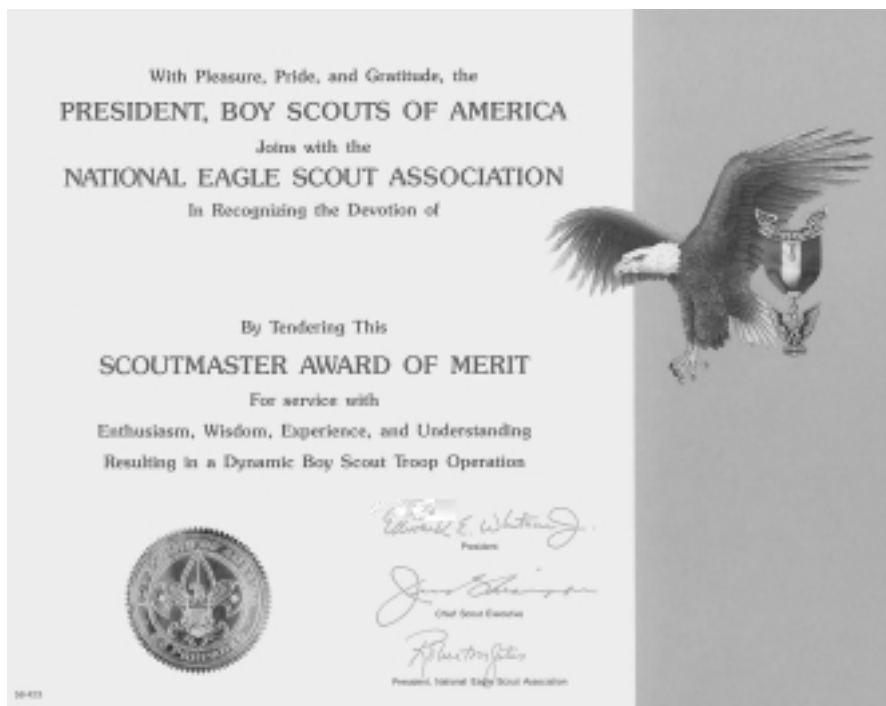 With Pleasure, Pride, and Gratitude, the
PRESIDENT, BOY SCOUTS OF AMERICA
Joins with the
NATIONAL EAGLE SCOUT ASSOCIATION
In Recognizing the Devotion of
By Tendering This
SCOUTMASTER AWARD OF MERIT
For service with
Enthusiasm, Wisdom, Experience, and Understanding
Resulting in a Dynamic Boy Scout Troop Operation
President
Chief Scout Executive
President, National Eagle Scout Association